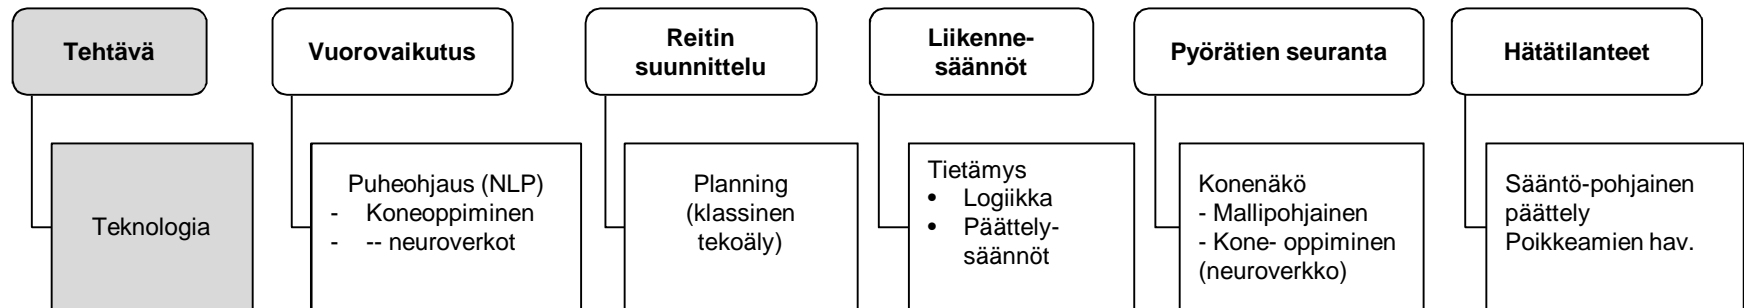 Tehtävä
Vuorovaikutus
Reitin
suunnittelu
Liikenne-
säännöt
Pyörätien seuranta
Hätätilanteet
Teknologia
Puheohjaus (NLP)
- Koneoppiminen
- -- neuroverkot
Planning
(klassinen
tekoäly)
Tietämys
• Logiikka
• Päättely-
säännöt
Konenäkö
- Mallipohjainen
- Kone- oppiminen
(neuroverkko)
Sääntö-pohjainen
päättely
Poikkeamien hav.